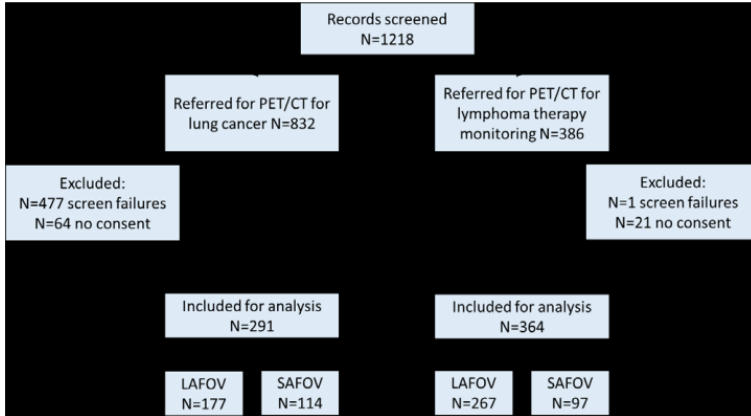 Records screened
N=1218
Referred for PET/CT for
lung cancer N=832
Referred for PET/CT for
lymphoma therapy
monitoring N=386
Excluded:
N=477 screen failures
N=64 no consent
Excluded:
N=1 screen failures
N=21 no consent
Included for analysis
N=291
Included for analysis
N=364
LAFOV
N=177
SAFOV
N=114
LAFOV
N=267
SAFOV
N=97